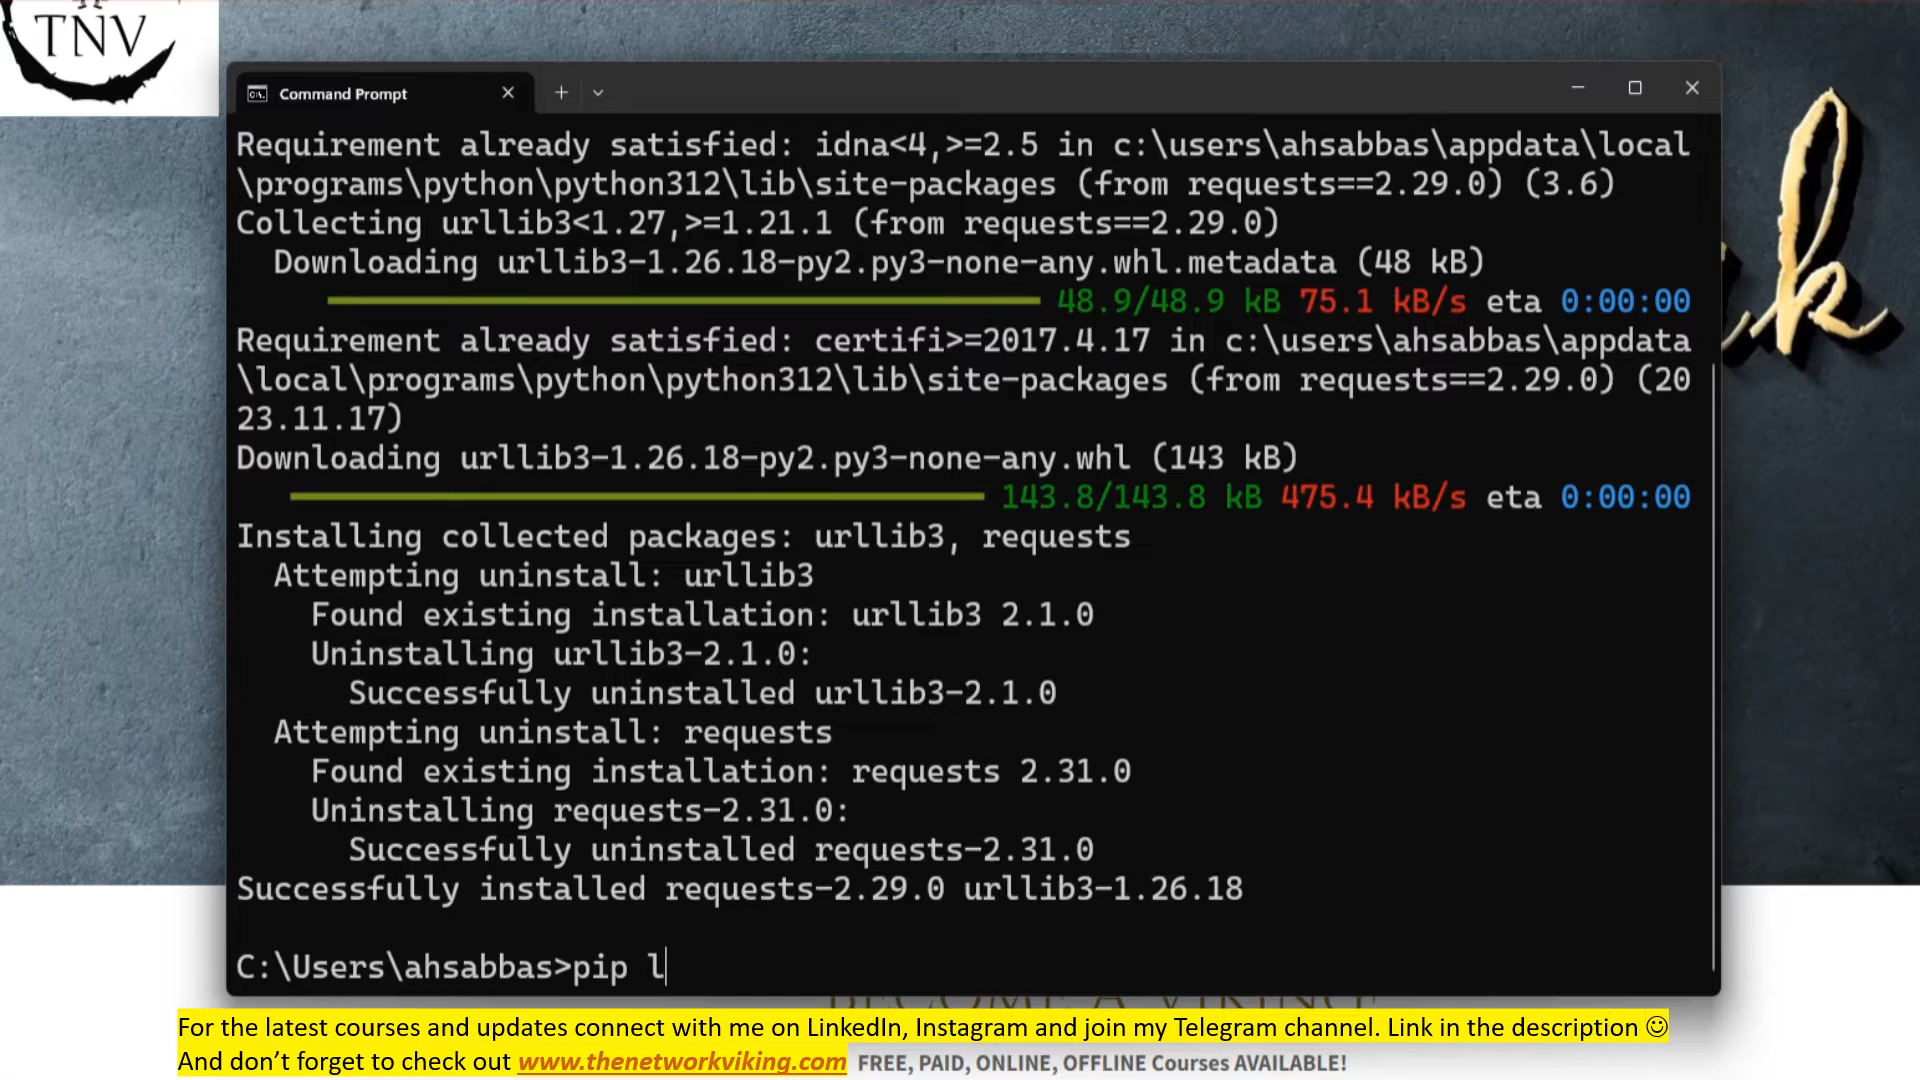 TNV
Command Prompt
Requirement already satisfied: idna<4,>=2.5 in c:\users\ahsabbas\appdata\local
\programs\python\python312\lib\site-packages (from requests==2.29.0) (3.6)
Collecting urllib3<1.27,>=1.21.1 (from requests==2.29.0)
Downloading urllib3-1.26.18-py2.py3-none-any.whl.metadata (48 kB)
48.9/48.9 kB 75.1 kB/s eta 0:00:00
Requirement already satisfied: certifi>=2017.4.17 in c:\users\ahsabbas\appdata
\local\programs\python\python312\lib\site-packages (from requests==2.29.0) (20
23.11.17)
Downloading urllib3-1.26.18-py2.py3-none-any.whl (143 kB)
143.8/143.8 kB 475.4 kB/s eta 0:00:00
Installing collected packages: urllib3, requests
Attempting uninstall: urllib3
Found existing installation: urllib3 2.1.0
Uninstalling urllib3-2.1.0:
Successfully uninstalled urllib3-2.1.0
Attempting uninstall: requests
Found existing installation: requests 2.31.0
Uninstalling requests-2.31.0:
Successfully uninstalled requests-2.31.0
Successfully installed requests-2.29.0 urllib3-1.26.18
C:\Users\ahsabbas>pip l
BECOME A VIKING!
For the latest courses and updates connect with me on LinkedIn, Instagram and join my Telegram channel. Link in the description ☺
And don't forget to check out www.thenetworkviking.com FREE, PAID, ONLINE, OFFLINE Courses AVAILABLE!